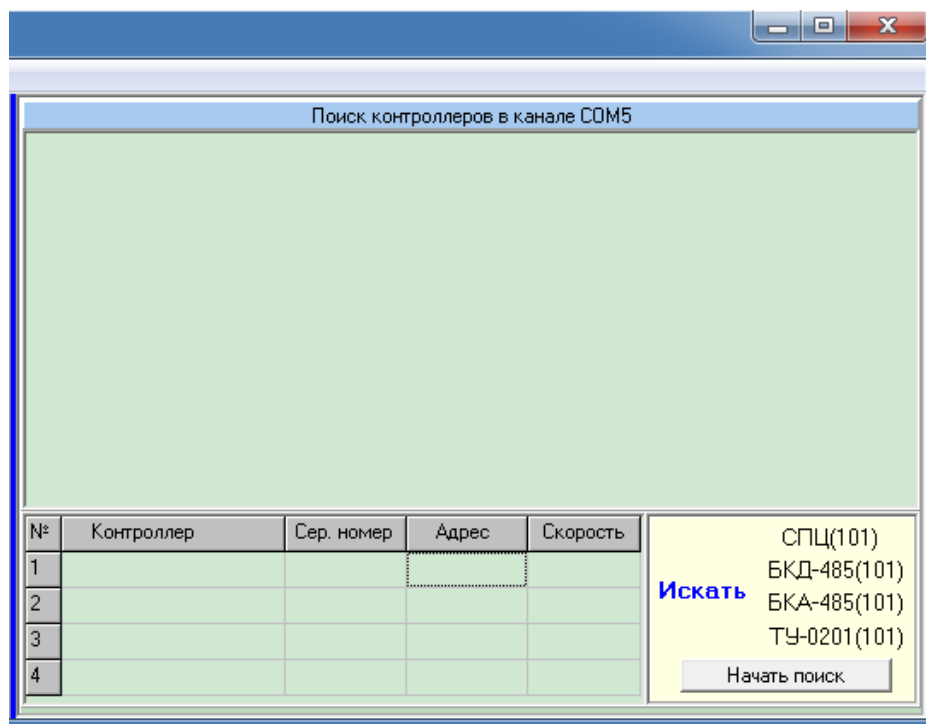 Поиск контроллеров в канале COM5
№ Контроллер Сер. номер Адрес Скорость
1
2
3
4
Искать
СПЦ(101)
БКД-485(101)
БКА-485(101)
ТУ-0201(101)
Начать поиск